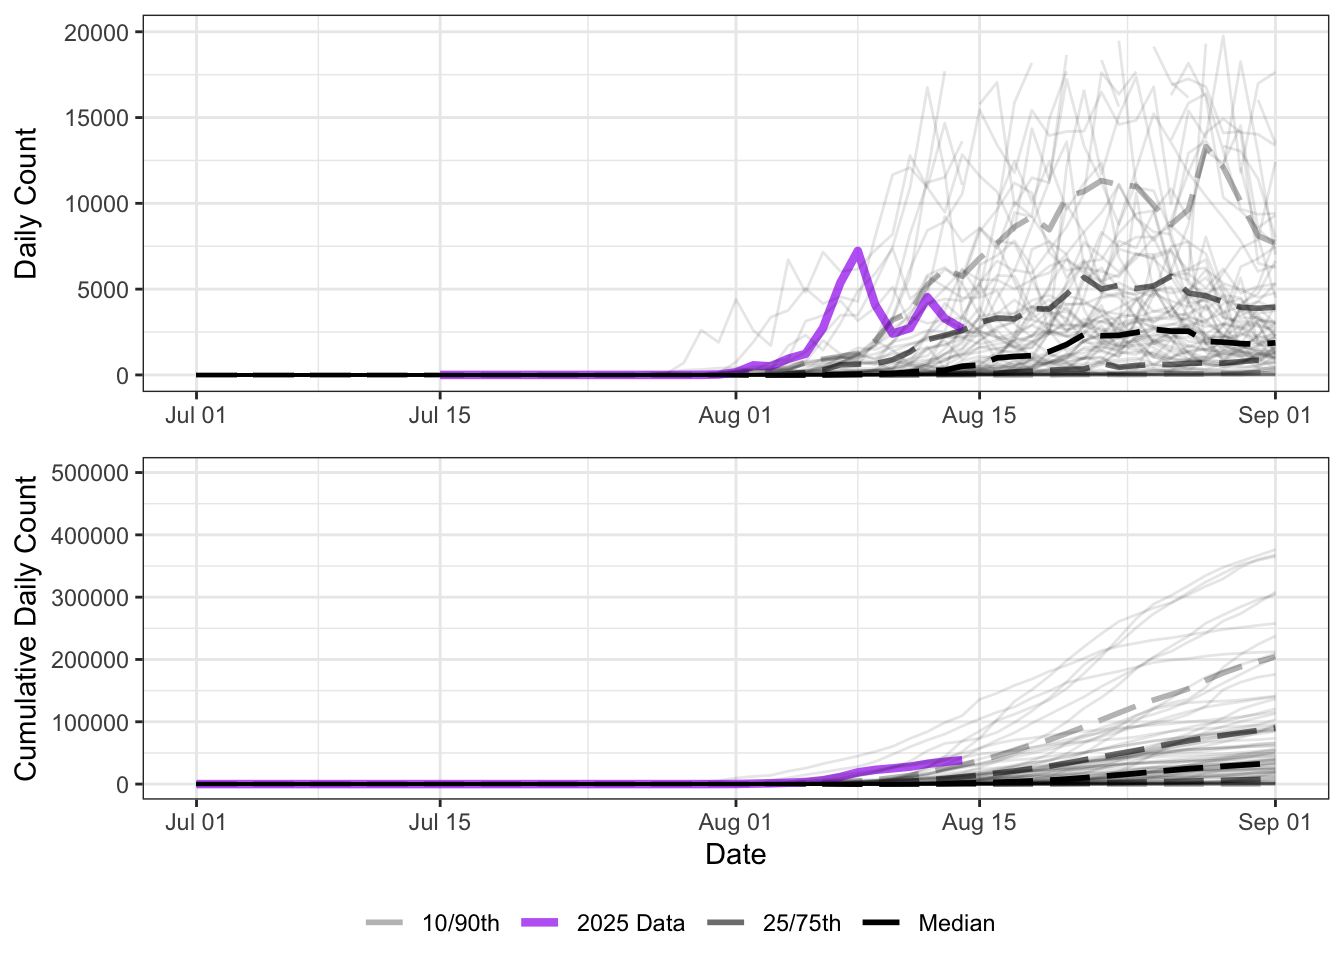 20000
15000
10000
5000
0
Daily Count
Jul 01 Jul 15 Aug 01 Aug 15 Sep 01
500000
400000
300000
200000
100000
0
Cumulative Daily Count
Jul 01 Jul 15 Aug 01 Aug 15 Sep 01
Date
10/90th 2025 Data 25/75th Median